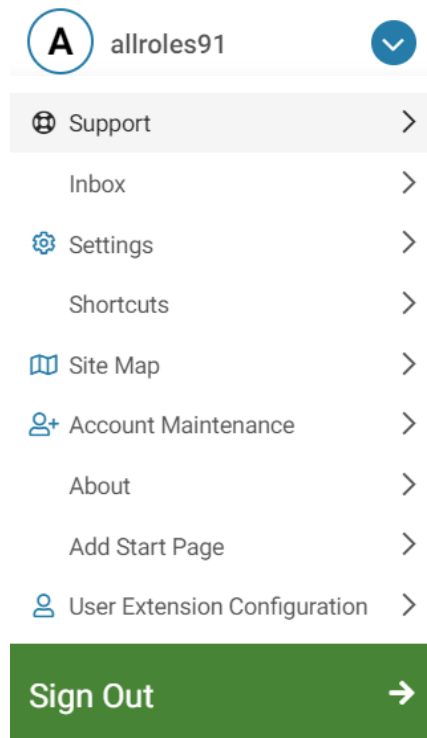 A allroles91
Support
Inbox
Settings
Shortcuts
Site Map
Account Maintenance
About
Add Start Page
User Extension Configuration
Sign Out